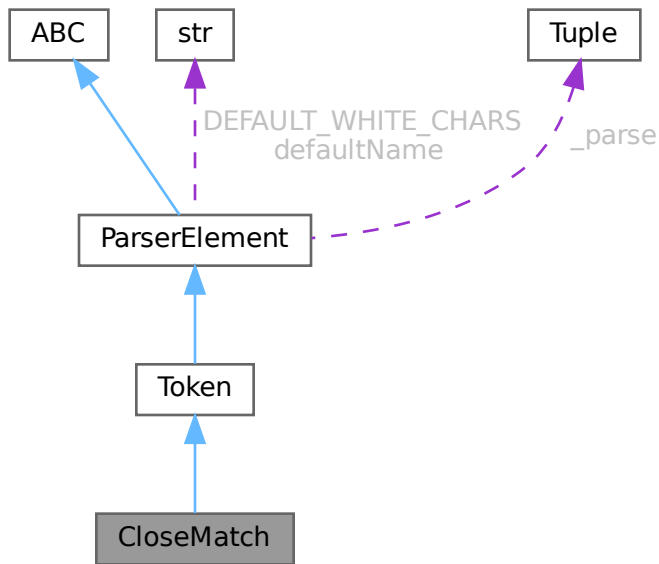 ABC
str
Tuple
DEFAULT_WHITE_CHARS
defaultName
_parse
ParserElement
Token
CloseMatch